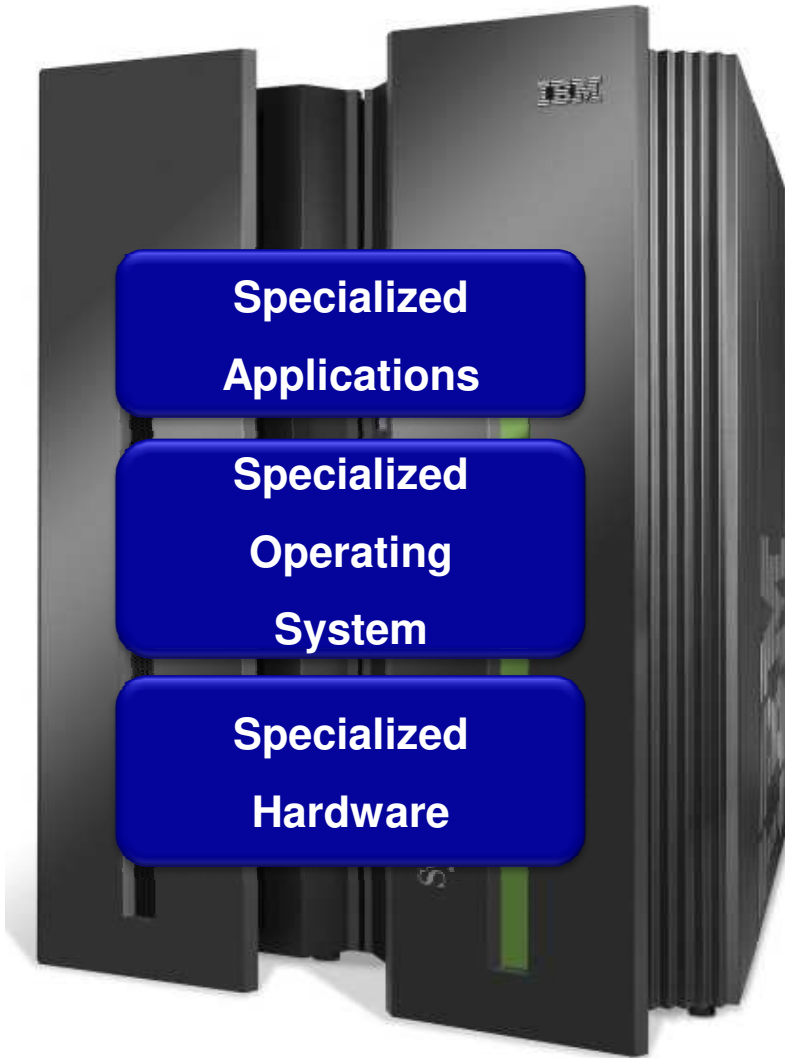 IBM
Specialized
Applications
Specialized
Operating
System
Specialized
Hardware